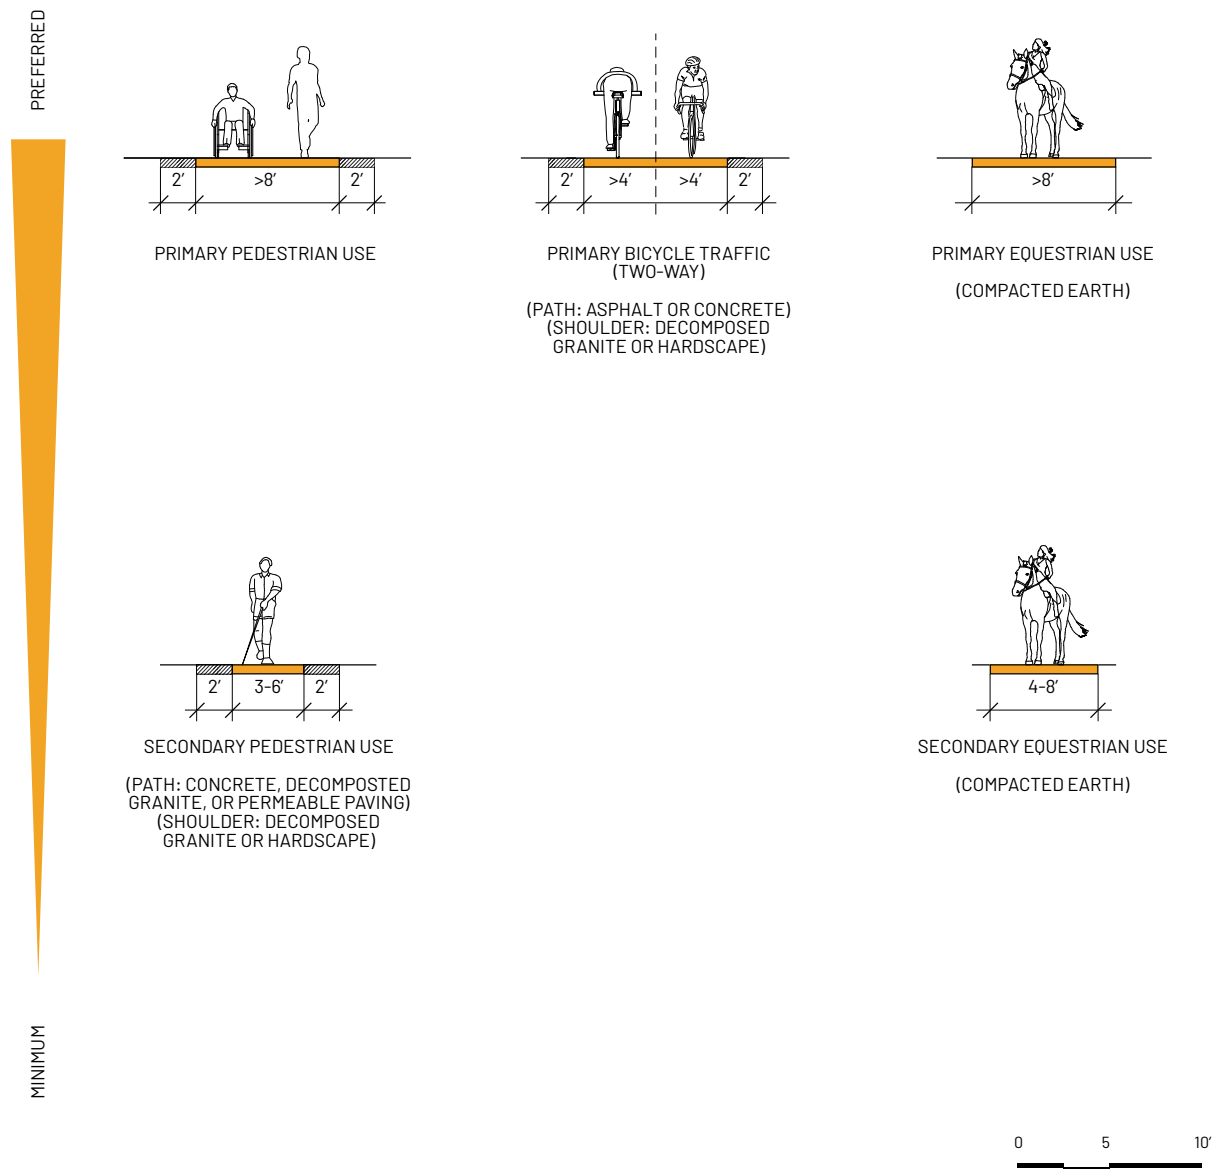 PREFERRED
2’ >8’ 2’
PRIMARY PEDESTRIAN USE
2’ >4’ >4’ 2’
PRIMARY BICYCLE TRAFFIC
(TWO-WAY)
(PATH: ASPHALT OR CONCRETE)
(SHOULDER: DECOMPOSED
GRANITE OR HARDSCAPE)
>8’
PRIMARY EQUESTRIAN USE
(COMPACTED EARTH)
2’ 3-6’ 2’
SECONDARY PEDESTRIAN USE
(PATH: CONCRETE, DECOMPOSTED
GRANITE, OR PERMEABLE PAVING)
(SHOULDER: DECOMPOSED
GRANITE OR HARDSCAPE)
4-8’
SECONDARY EQUESTRIAN USE
(COMPACTED EARTH)
MINIMUM
0 5 10’